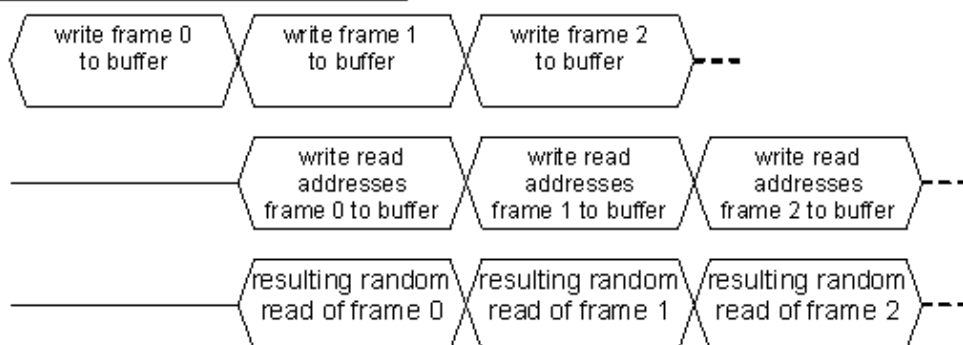 write frame 0
to buffer
write frame 1
to buffer
write frame 2
to buffer
write read
addresses
frame 0 to buffer
write read
addresses
frame 1 to buffer
write read
addresses
frame 2 to buffer
resulting random
read of frame 0
resulting random
read of frame 1
resulting random
read of frame 2